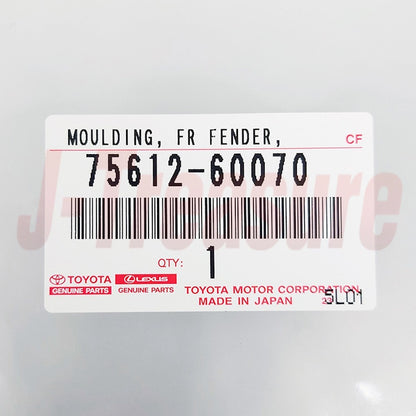 MOULDING, FR FENDER,
CF
75612-60070
J-Treasure
QTY: 1
TOYOTA
GENUINE PARTS
LEXUS
GENUINE PARTS
TOYOTA MOTOR CORPORATION
MADE IN JAPAN
5L01